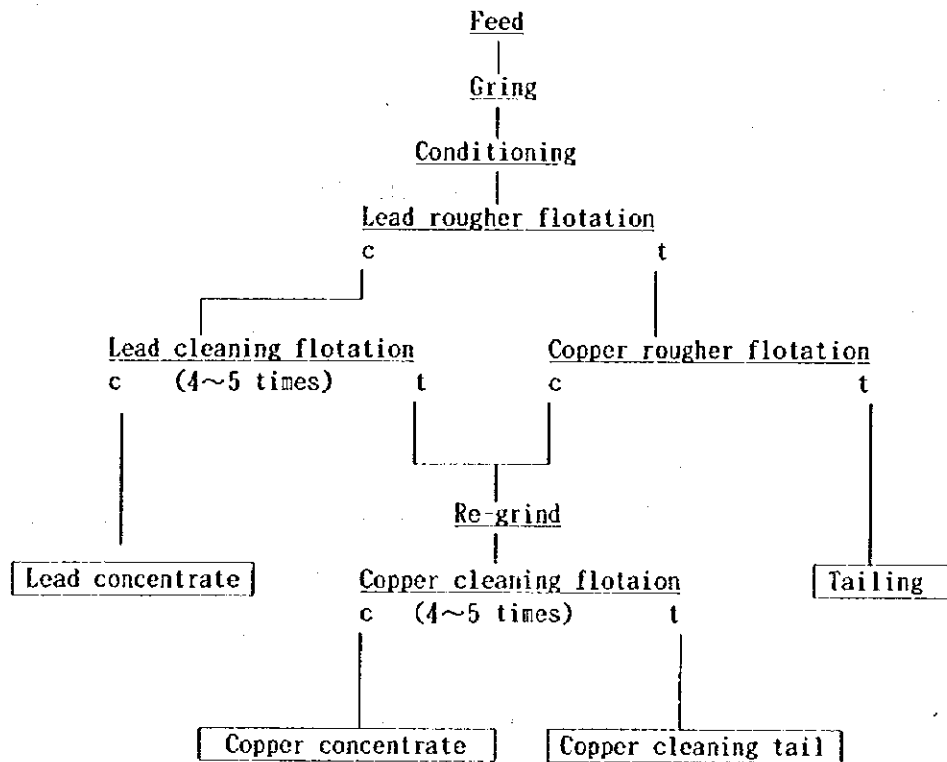 Feed
Gring
Conditioning
Lead rougher flotation
c t
Lead cleaning flotation Copper rougher flotation
c (4~5 times) t c t
Re-grind
Lead concentrate Copper cleaning flotaion Tailing
c (4~5 times) t
Copper concentrate Copper cleaning tail